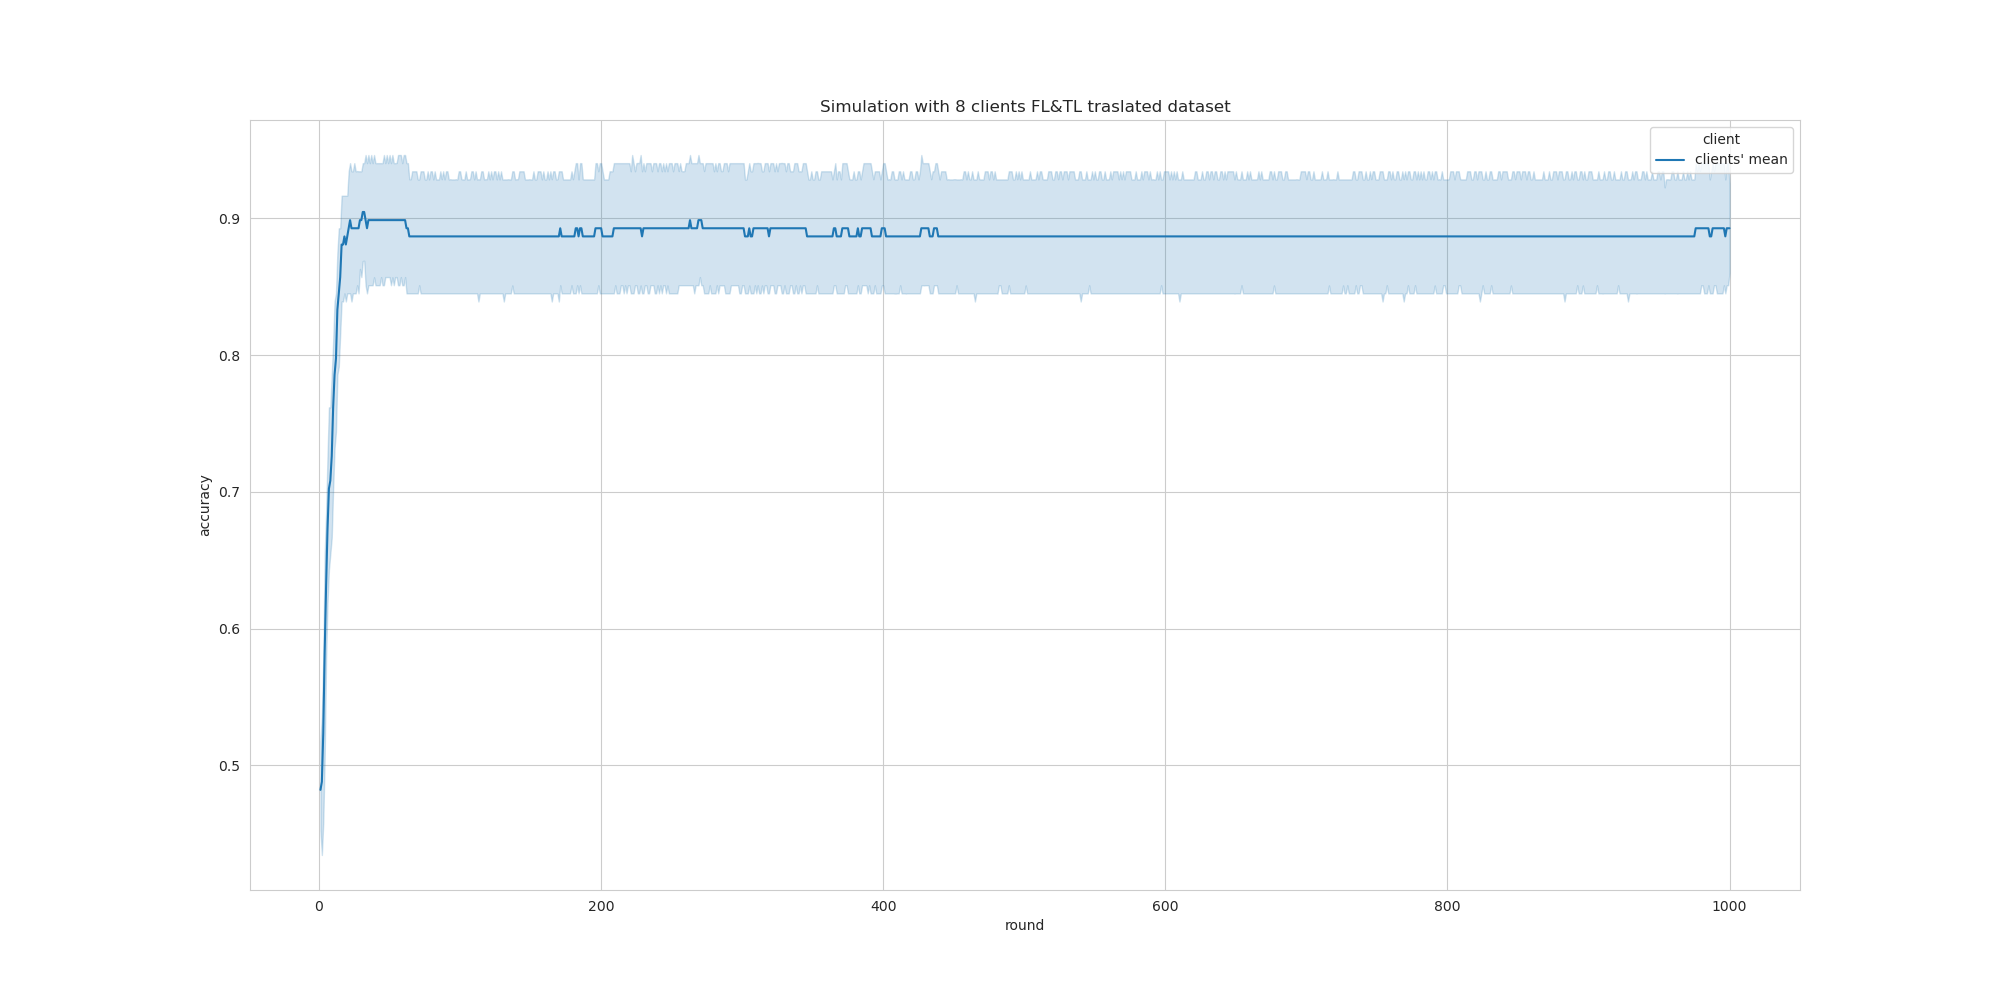 Simulation with 8 clients FL&TL traslated dataset
client
clients' mean
accuracy
0.9
0.8
0.7
0.6
0.5
0 200 400 600 800 1000
round